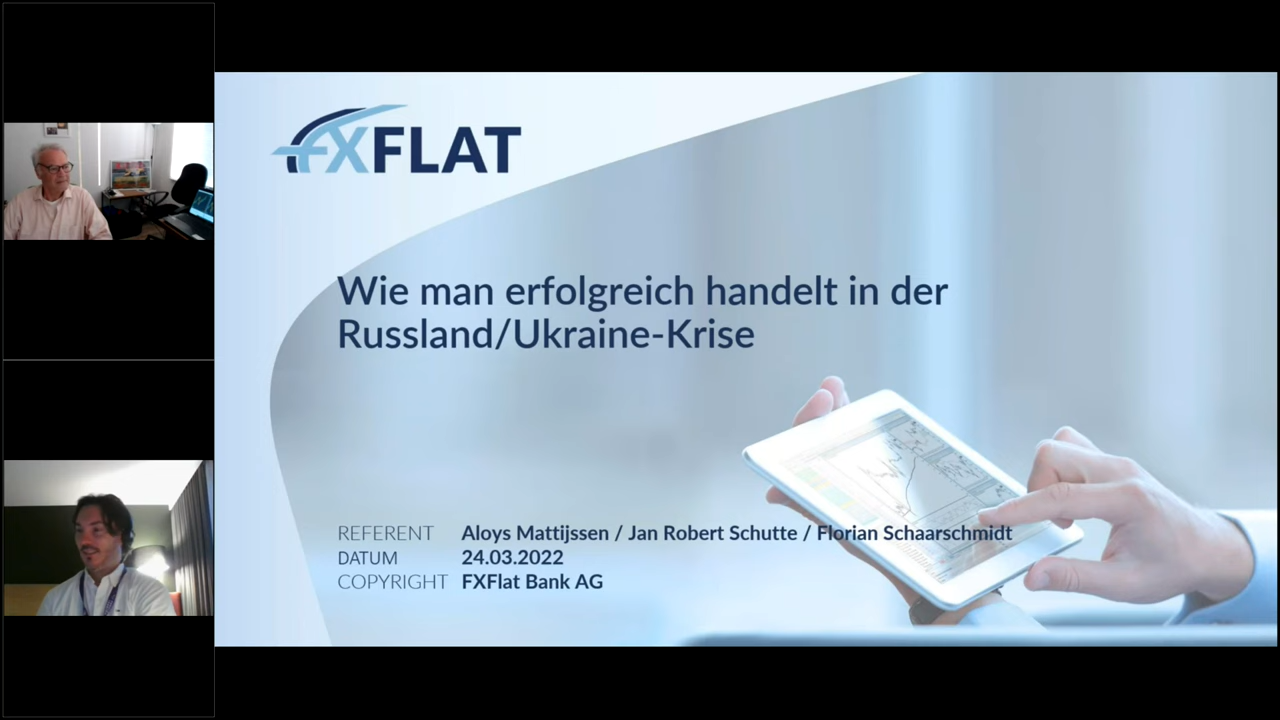 FXFLAT
Wie man erfolgreich handelt in der
Russland/Ukraine-Krise
REFERENT Aloys Mattijssen / Jan Robert Schutte / Florian Schaarschmidt
DATUM 24.03.2022
COPYRIGHT FXFlat Bank AG